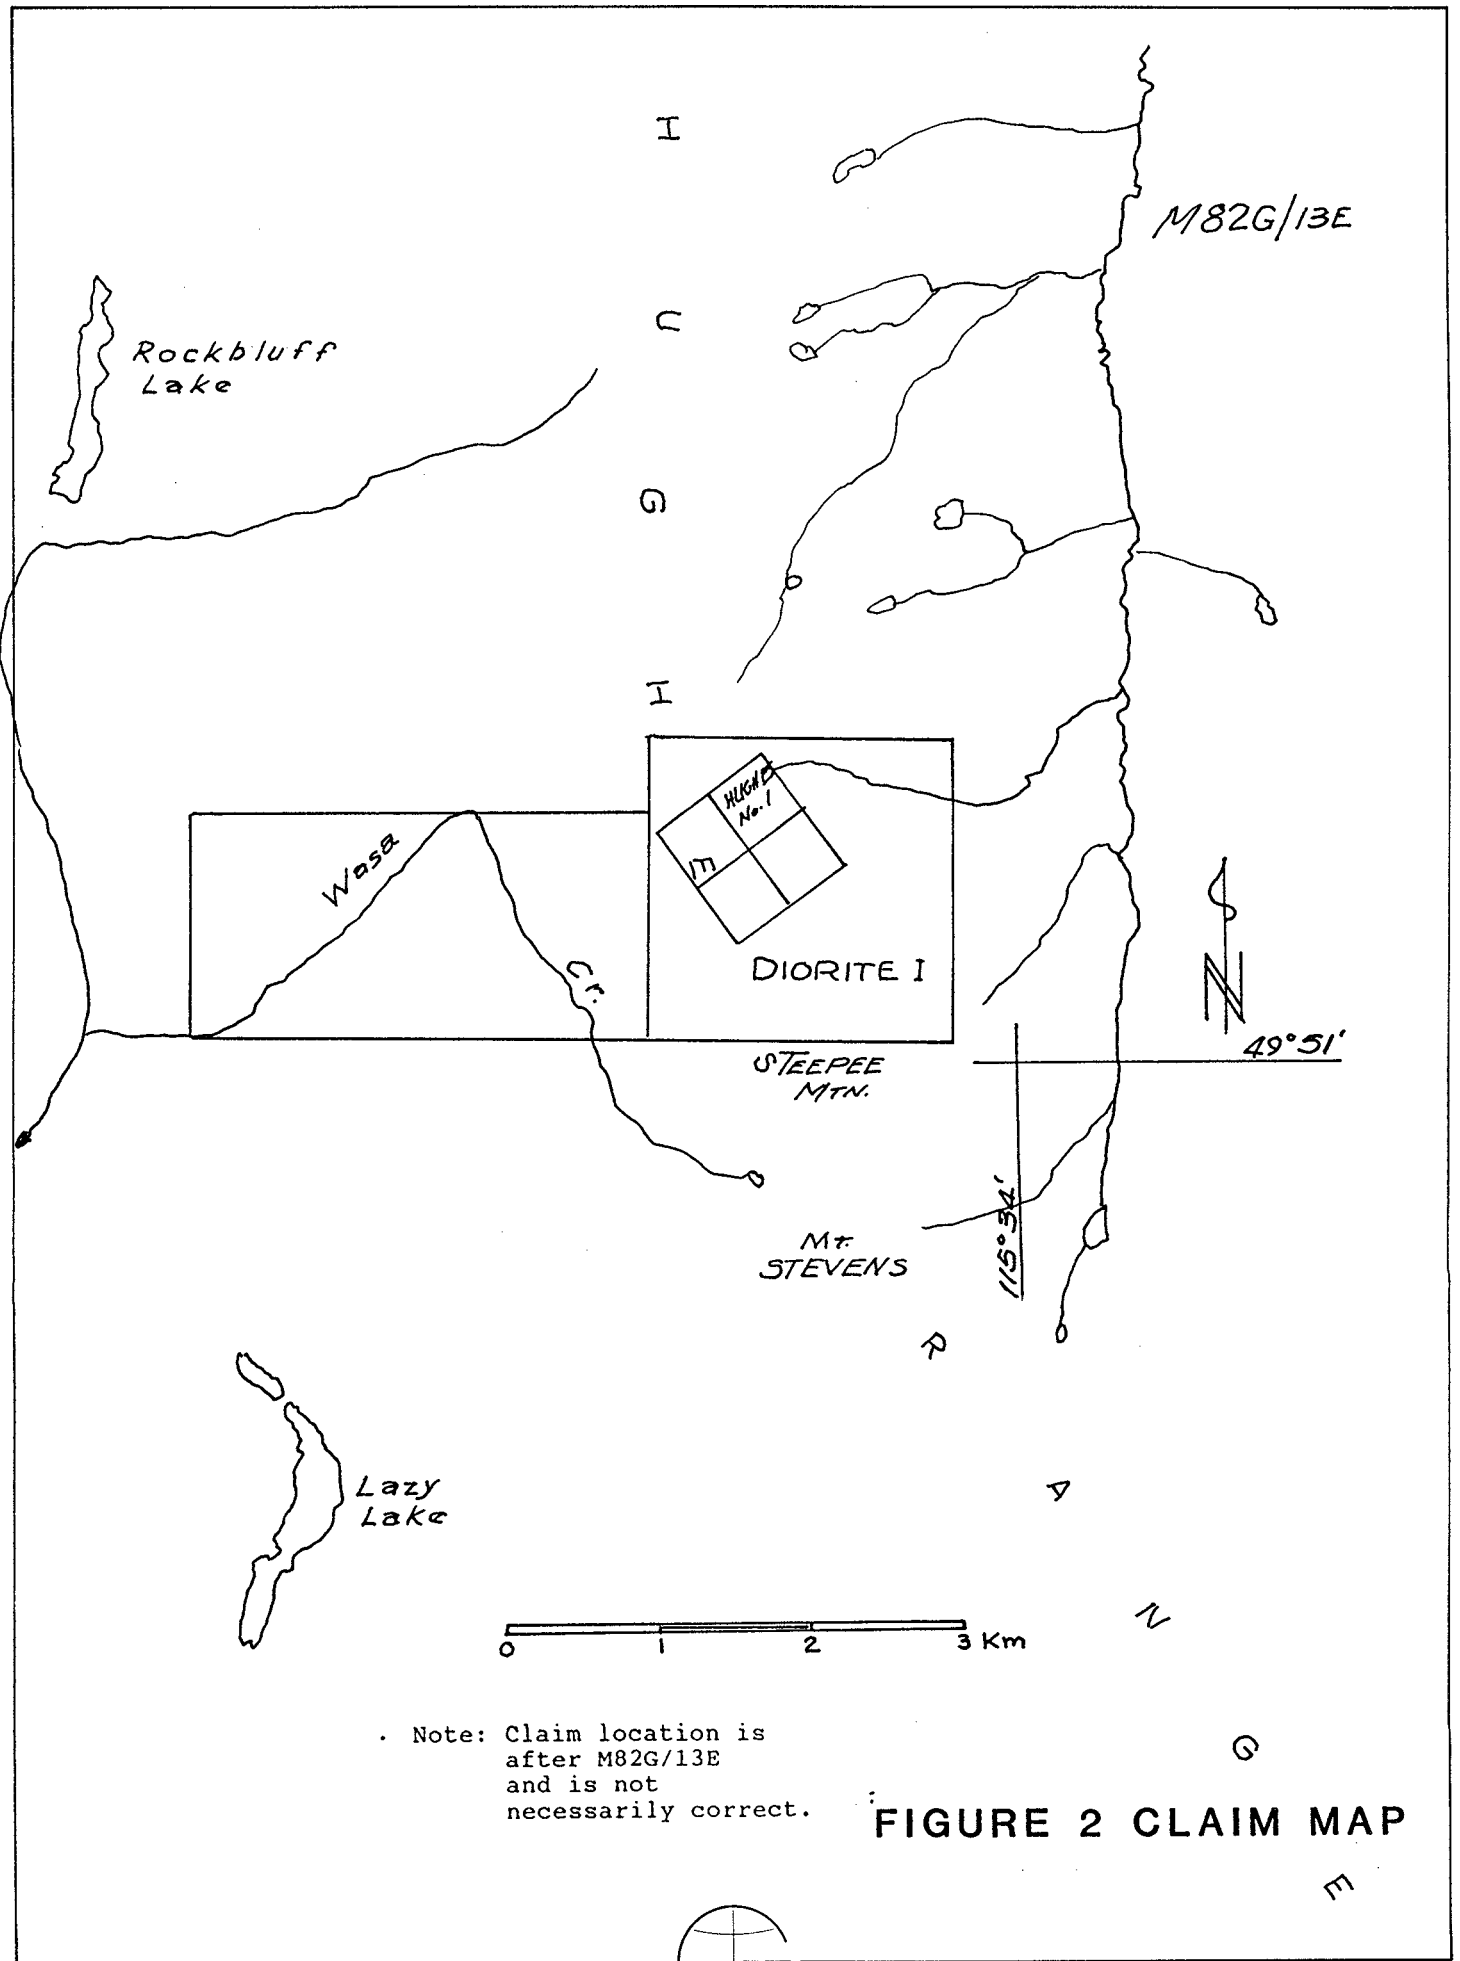 M82G/13E
Rockbluff
Lake
H
U
G
H
E
Wasa
Cr.
No. 1
DIORITE I
N
49°51'
STEEPEE
MTN.
115°34'
Mt.
STEVENS
R
A
N
G
E
Lazy
Lake
0 1 2 3 Km
Note: Claim location is
after M82G/13E
and is not
necessarily correct.
FIGURE 2 CLAIM MAP